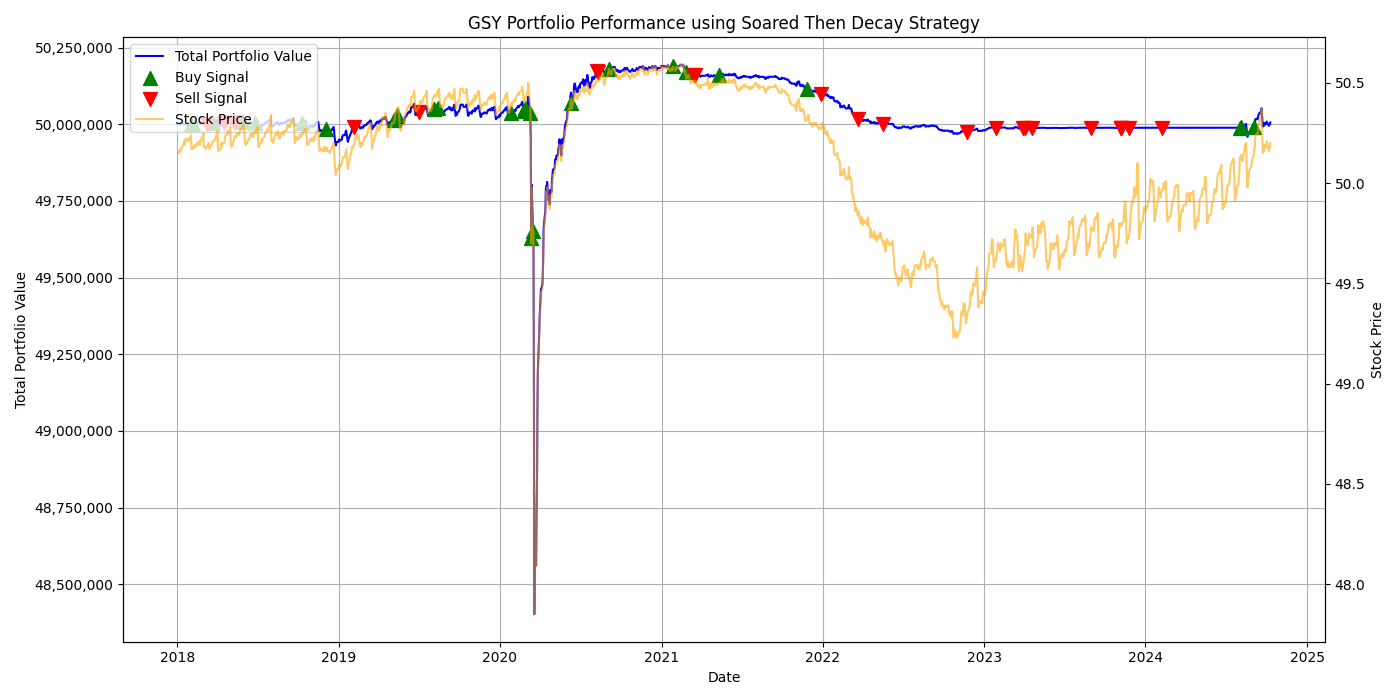 GSY Portfolio Performance using Soared Then Decay Strategy
Total Portfolio Value
Buy Signal
Sell Signal
Stock Price
50,250,000
50,000,000
49,750,000
49,500,000
49,250,000
49,000,000
48,750,000
48,500,000
Total Portfolio Value
50.5
50.0
49.5
49.0
48.5
48.0
Stock Price
2018 2019 2020 2021 2022 2023 2024 2025
Date